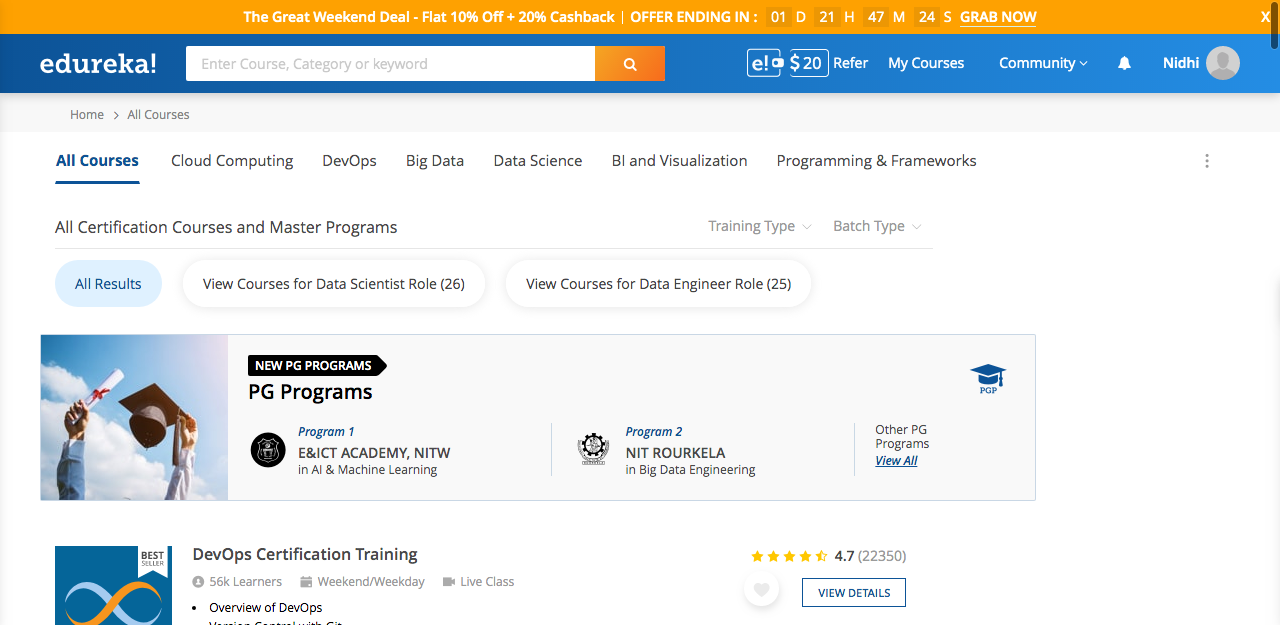 The Great Weekend Deal - Flat 10% Off + 20% Cashback | OFFER ENDING IN : 01 D 21 H 47 M 24 S GRAB NOW X
edureka! Enter Course, Category or keyword e! $20 Refer My Courses Community Nidhi
Home > All Courses
All Courses Cloud Computing DevOps Big Data Data Science BI and Visualization Programming & Frameworks
All Certification Courses and Master Programs Training Type Batch Type
All Results View Courses for Data Scientist Role (26) View Courses for Data Engineer Role (25)
NEW PG PROGRAMS
PG Programs
PGP
Program 1
E&ICT ACADEMY, NITW
in AI & Machine Learning
Program 2
NIT ROURKELA
in Big Data Engineering
Other PG
Programs
View All
BEST
SELLER
DevOps Certification Training 4.7 (22350)
56k Learners Weekend/Weekday Live Class
VIEW DETAILS
• Overview of DevOps
Version Control with Git